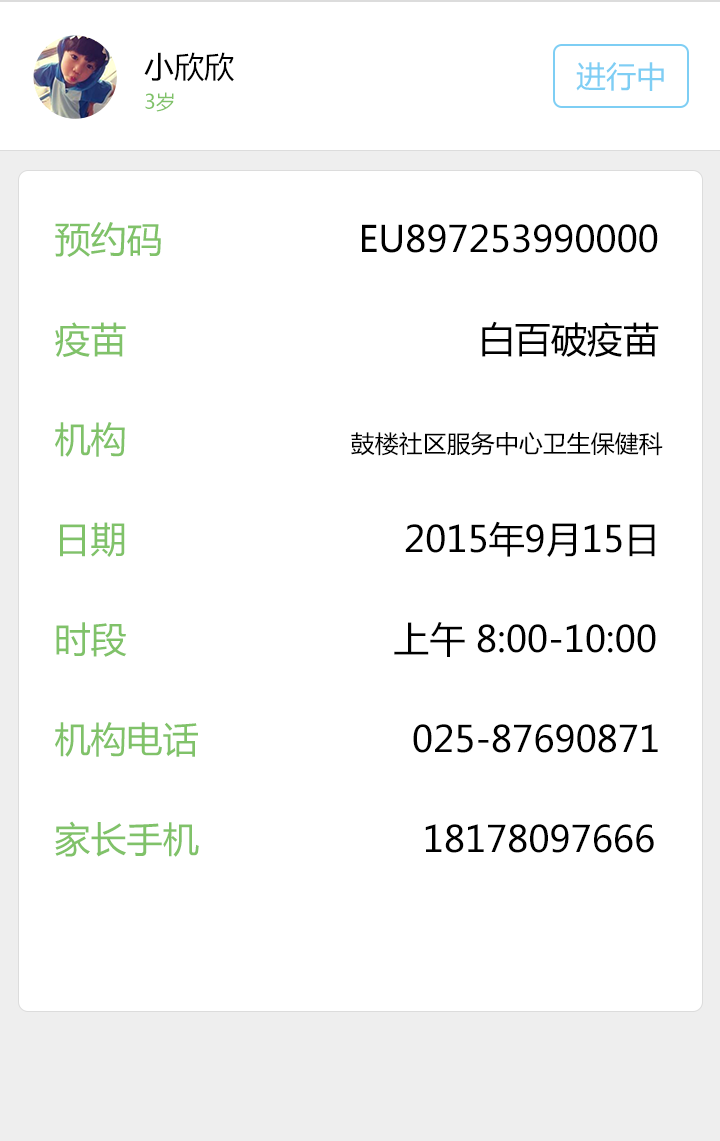 小欣欣
进行中
3岁
预约码 EU897253990000
疫苗 白百破疫苗
机构 鼓楼社区服务中心卫生保健科
日期 2015年9月15日
时段 上午 8:00-10:00
机构电话 025-87690871
家长手机 18178097666